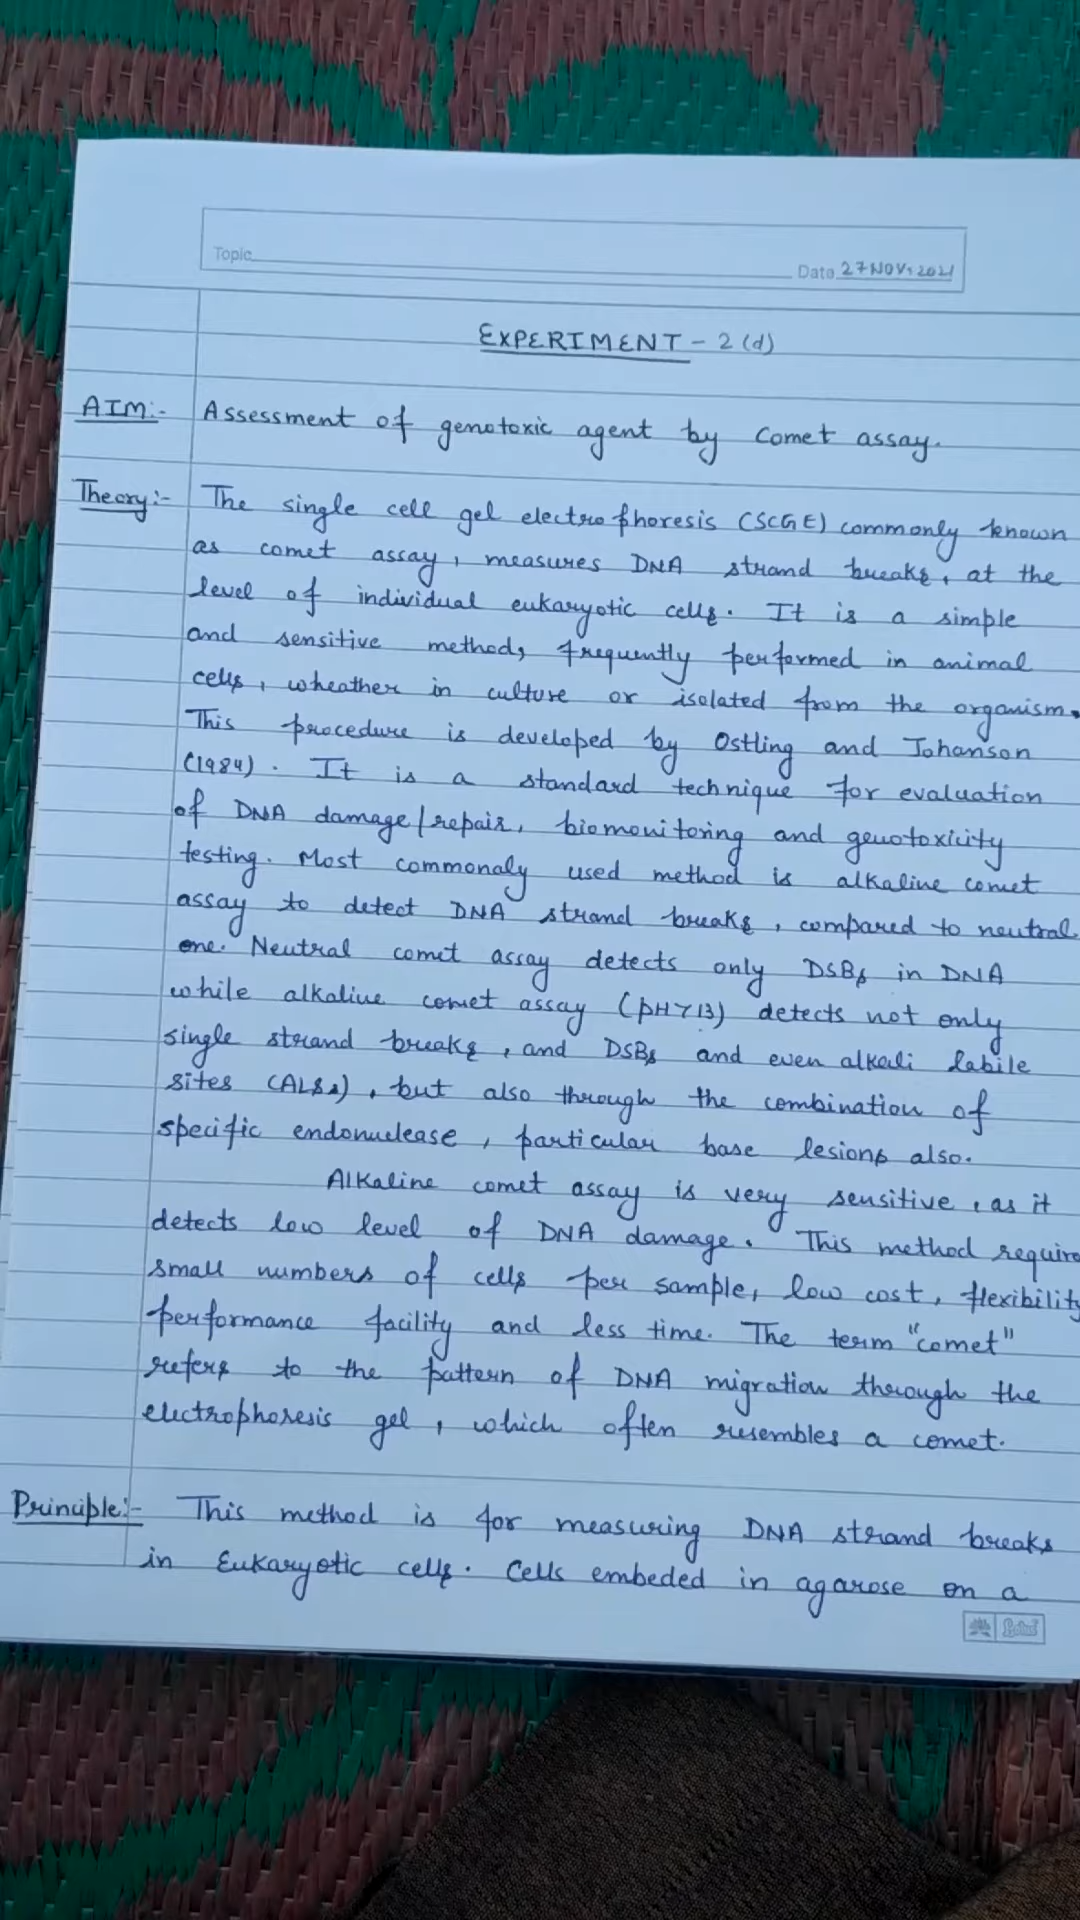 Topic
Date 27 NOV, 2021
EXPERIMENT - 2 (d)
AIM:- Assessment of genotoxic agent by Comet assay.
Theory:- The single cell gel electrophoresis (SCGE) commonly known
as comet assay, measures DNA strand breaks, at the
level of individual eukaryotic cells. It is a simple
and sensitive method, frequently performed in animal
cells, wheather in culture or isolated from the organism.
This procedure is developed by Ostling and Johanson
(1984). It is a standard technique for evaluation
of DNA damage/repair, biomonitoring and genotoxicity
testing. Most commonaly used method is alkaline comet
assay to detect DNA strand breaks, compared to neutral
one. Neutral comet assay detects only DSBs in DNA
while alkaline comet assay (pH>13) detects not only
single strand breaks, and DSBs and even alkali labile
sites (ALSs), but also through the combination of
specific endonuclease, particular base lesions also.
Alkaline comet assay is very sensitive, as it
detects low level of DNA damage. This method require
small numbers of cells per sample, low cost, flexibility
performance facility and less time. The term "comet"
refers to the pattern of DNA migration through the
electrophoresis gel, which often resembles a comet.
Principle:- This method is for measuring DNA strand breaks
in Eukaryotic cells. Cells embeded in agarose on a